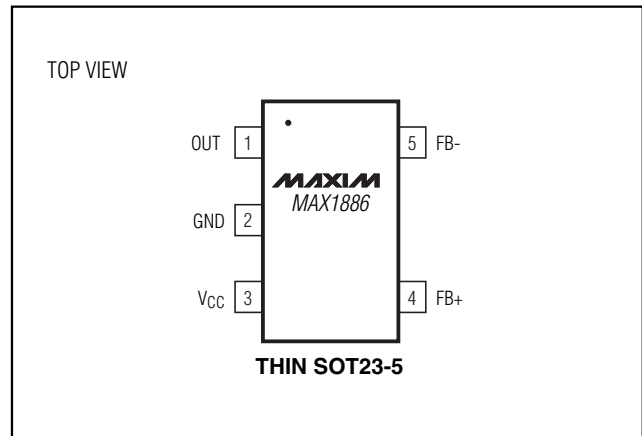 TOP VIEW
OUT 1
5 FB-
MAXIM
MAX1886
GND 2
VCC 3
4 FB+
THIN SOT23-5